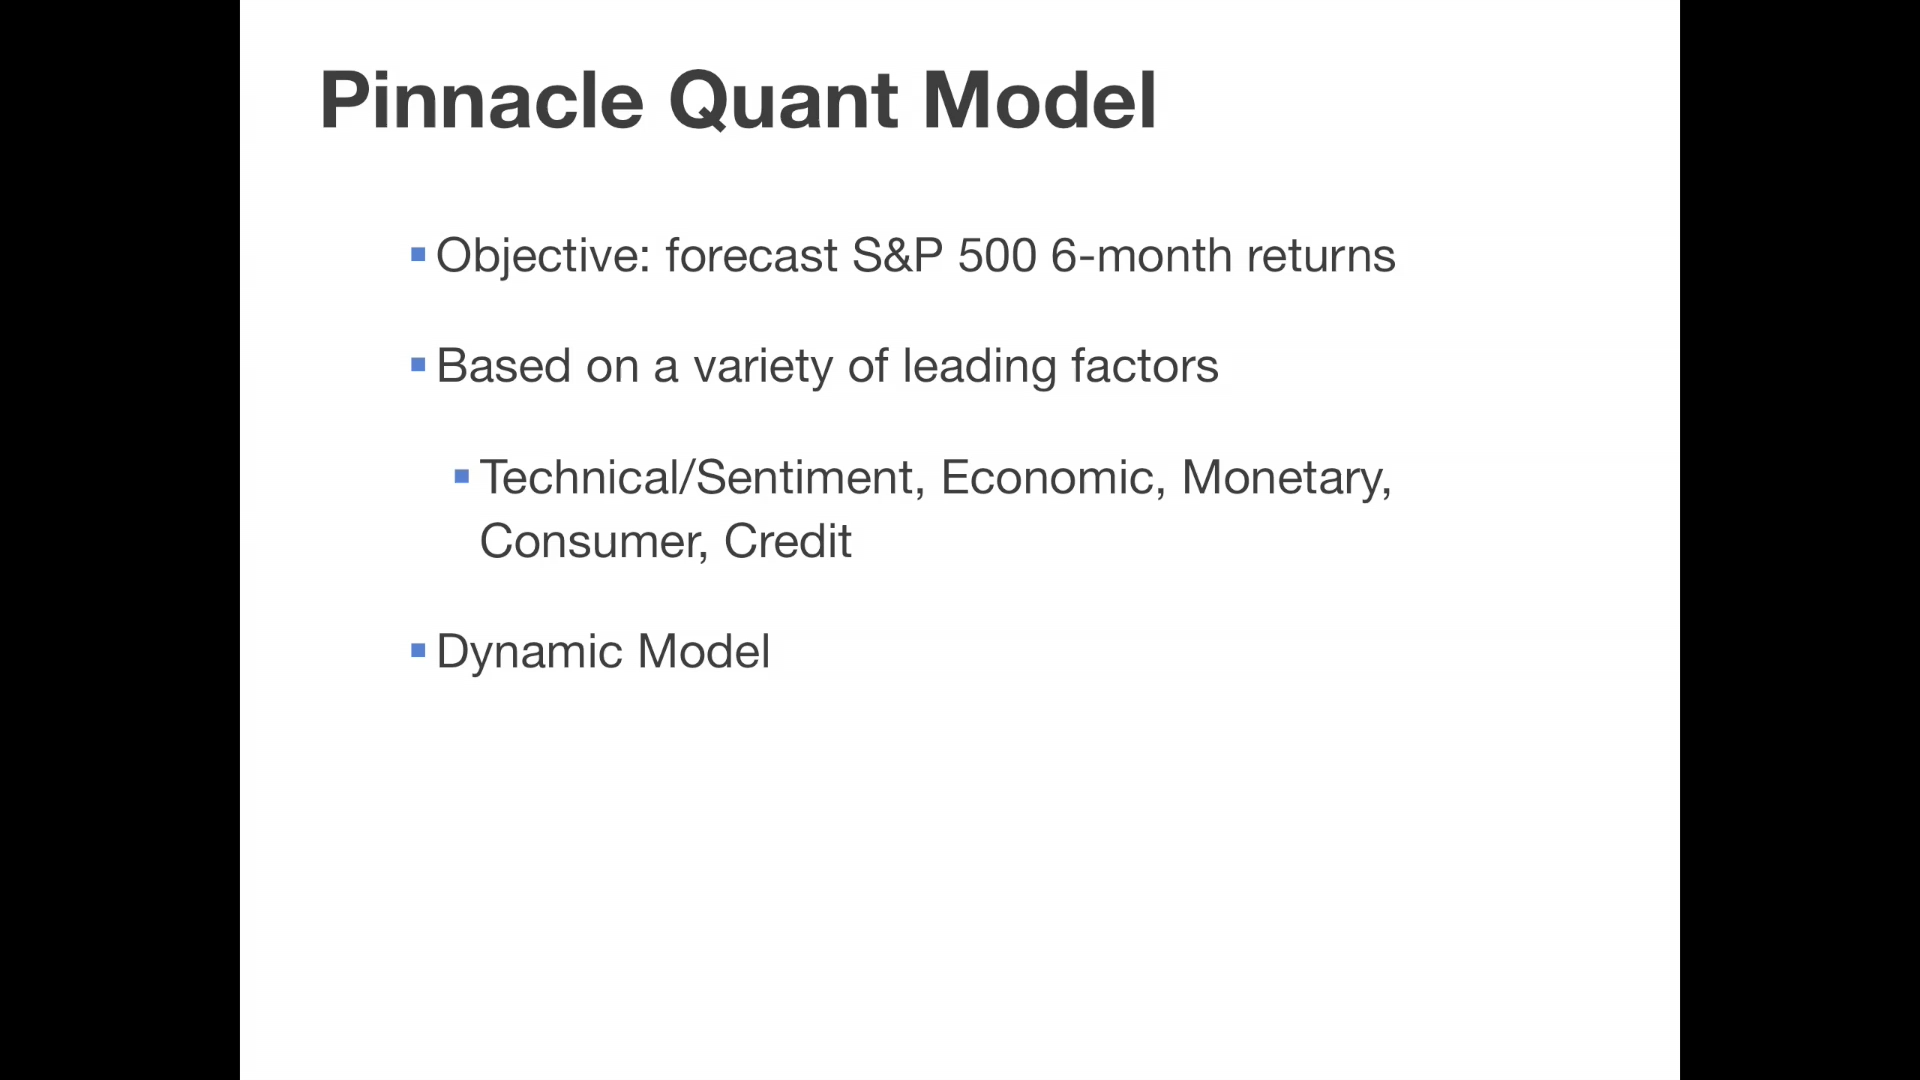 Pinnacle Quant Model
Objective: forecast S&P 500 6-month returns
Based on a variety of leading factors
Technical/Sentiment, Economic, Monetary,
Consumer, Credit
Dynamic Model